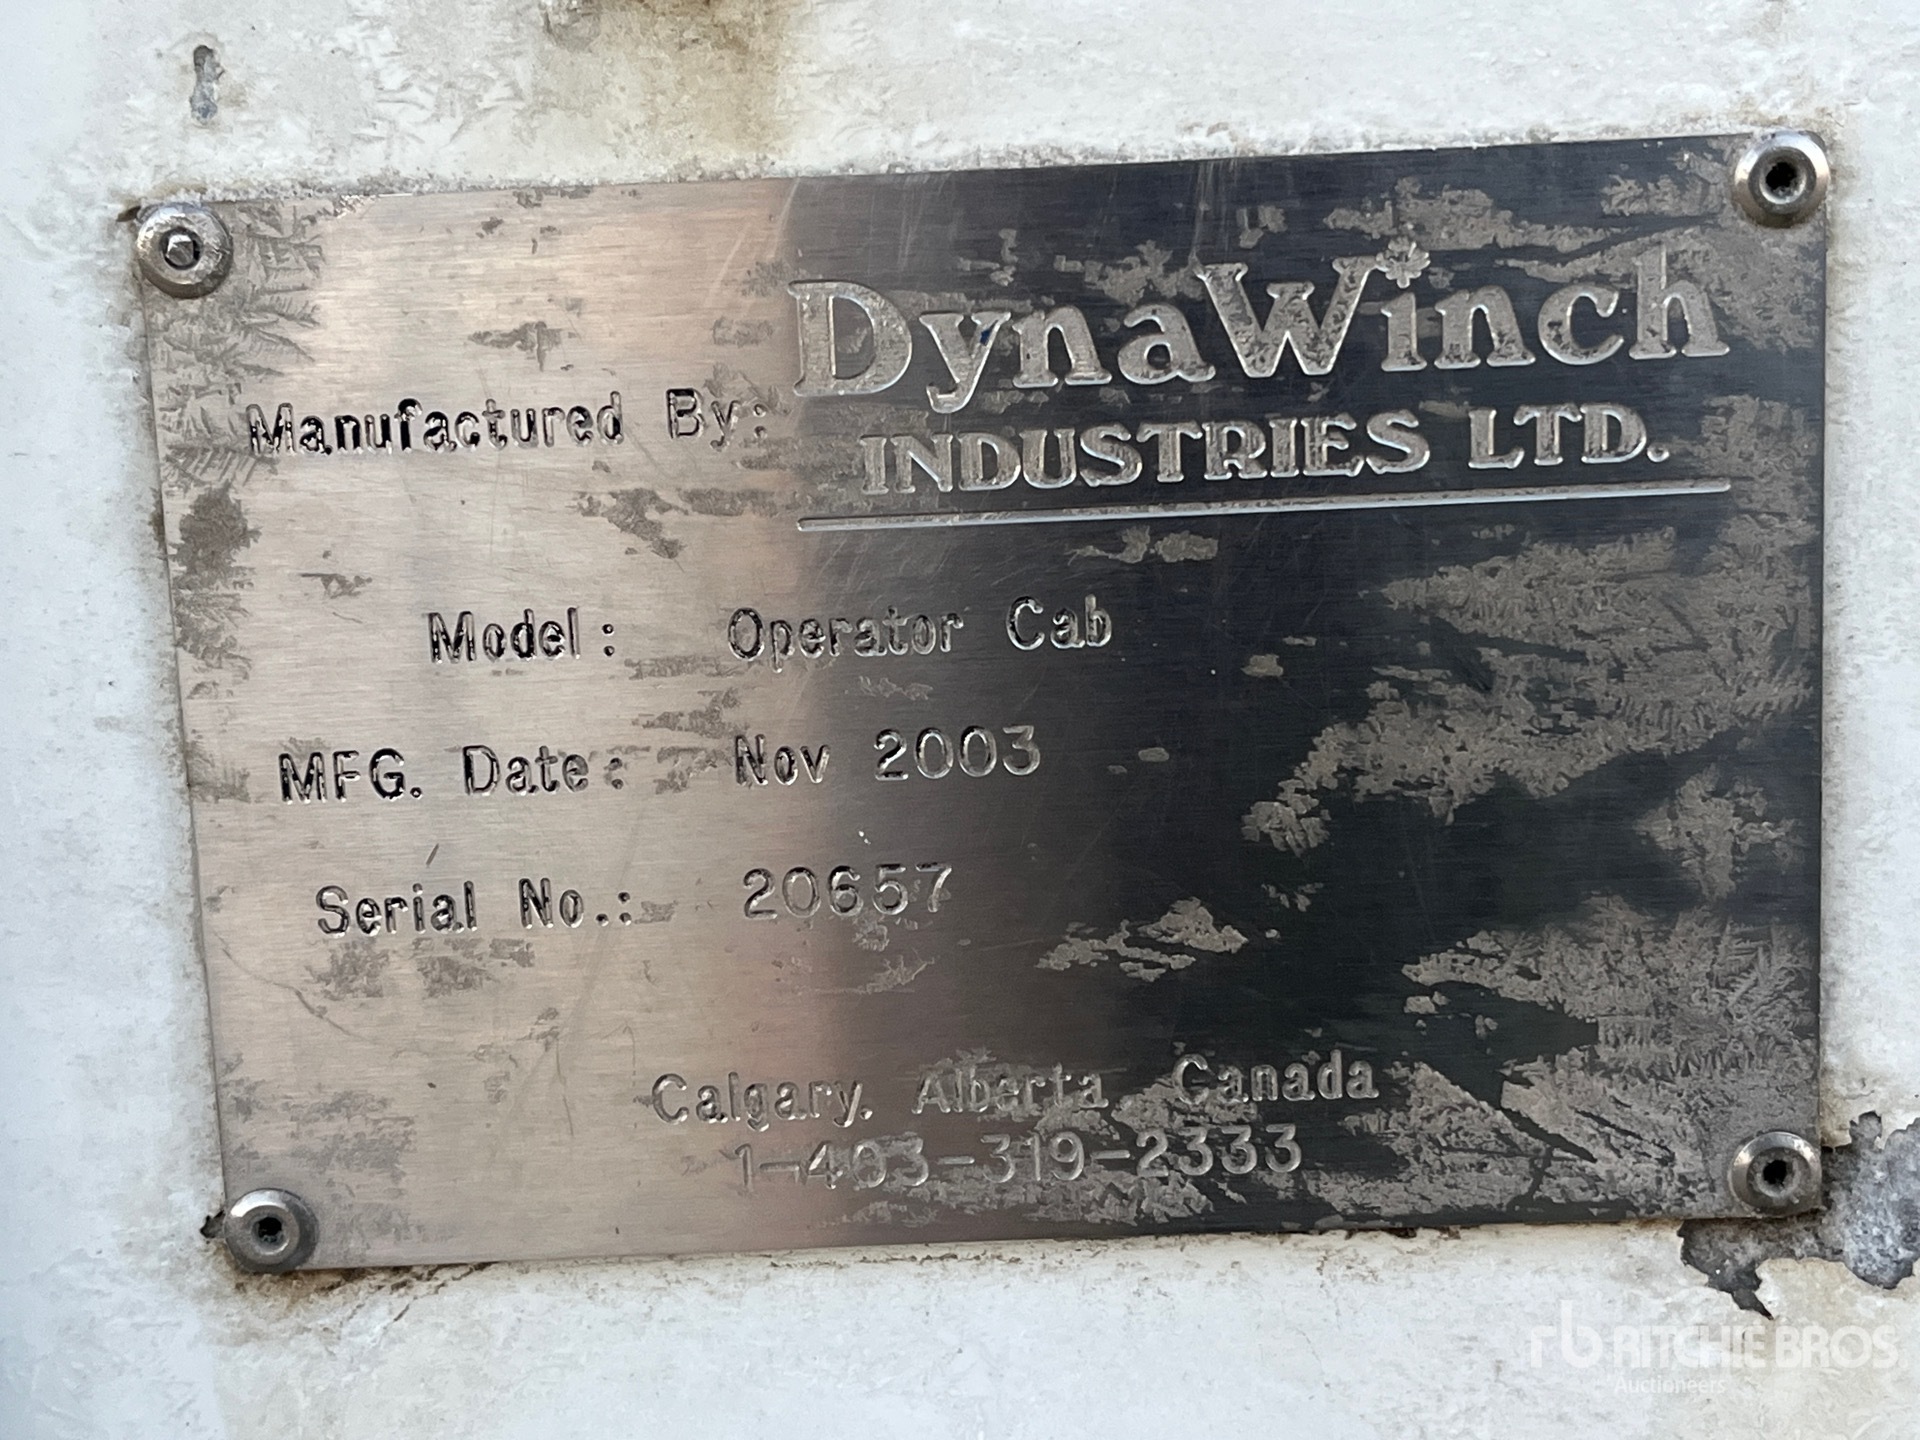 Manufactured By: DynaWinch
INDUSTRIES LTD.
Model: Operator Cab
MFG. Date: Nov 2003
Serial No.: 20657
Calgary, Alberta, Canada
1-403-319-2333
rb RITCHIE BROS
Auctioneers